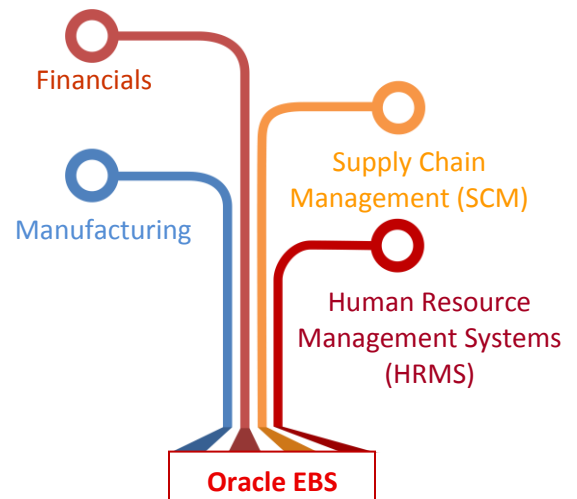 Financials
Supply Chain
Management (SCM)
Manufacturing
Human Resource
Management Systems
(HRMS)
Oracle EBS